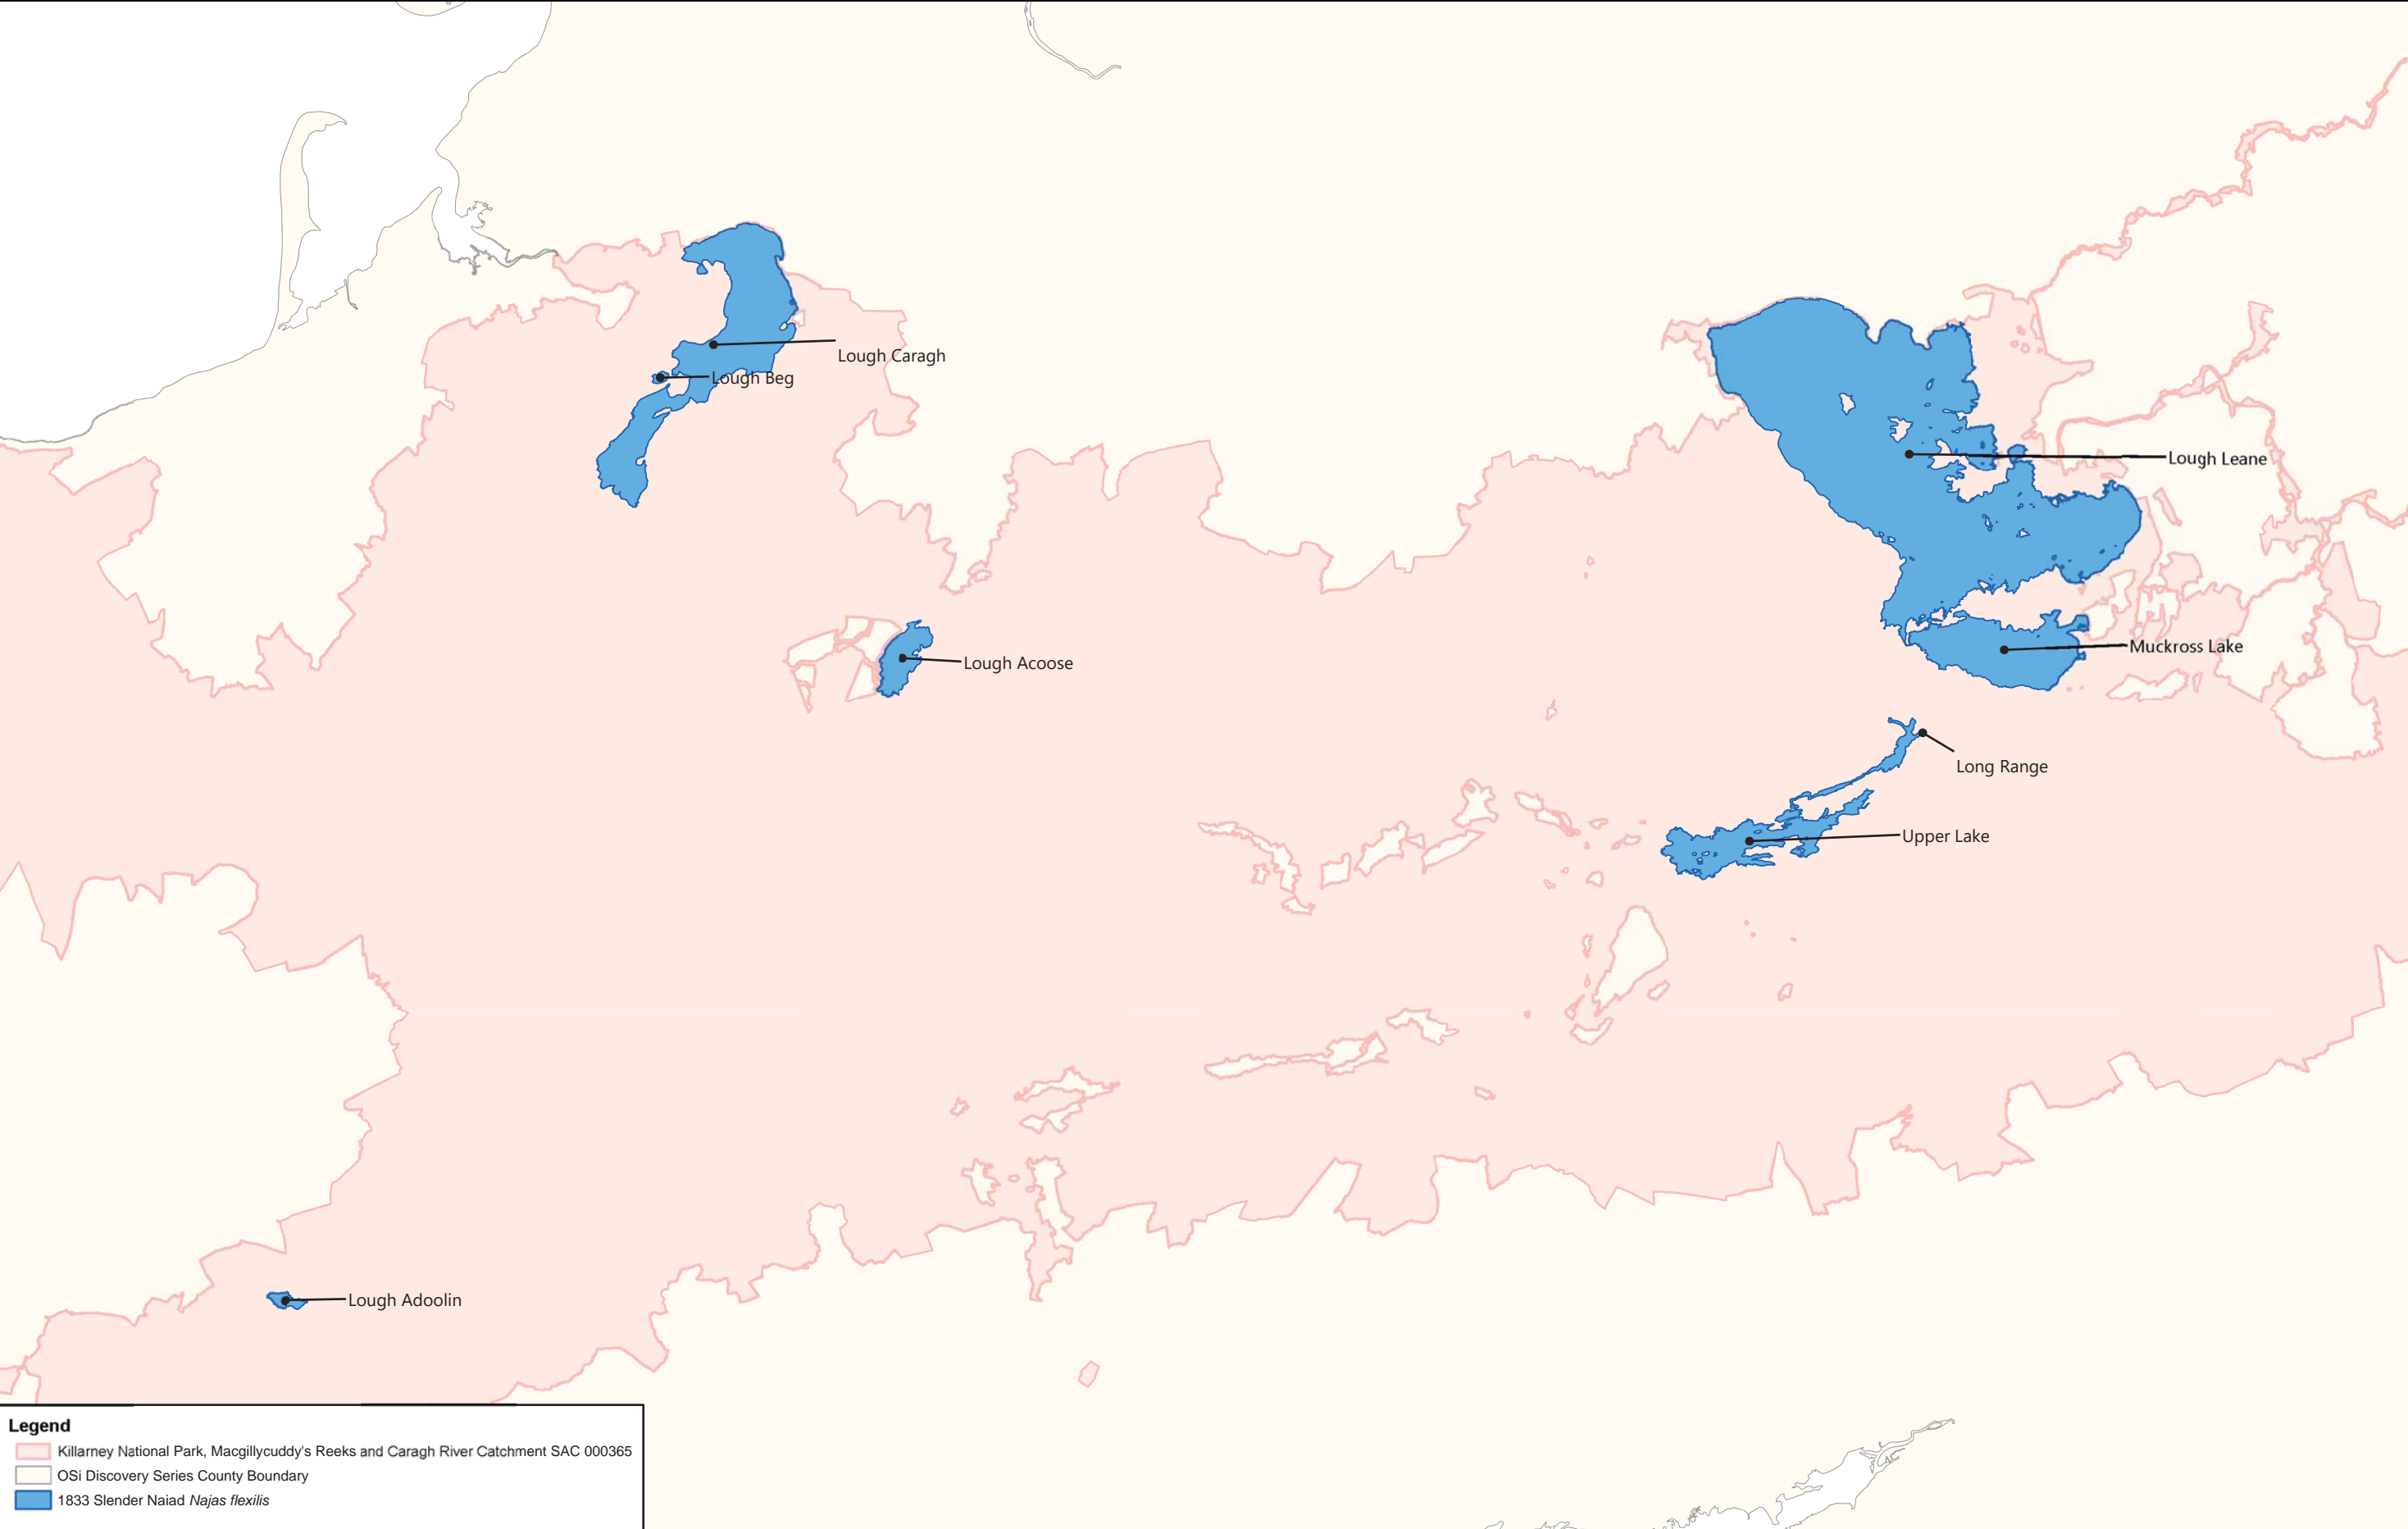 Lough Caragh
Lough Beg
Lough Leane
Muckross Lake
Lough Acoose
Long Range
Upper Lake
Lough Adoolin
Legend
Killarney National Park, Macgillycuddy's Reeks and Caragh River Catchment SAC 000365
OSi Discovery Series County Boundary
1833 Slender Naiad Najas flexilis